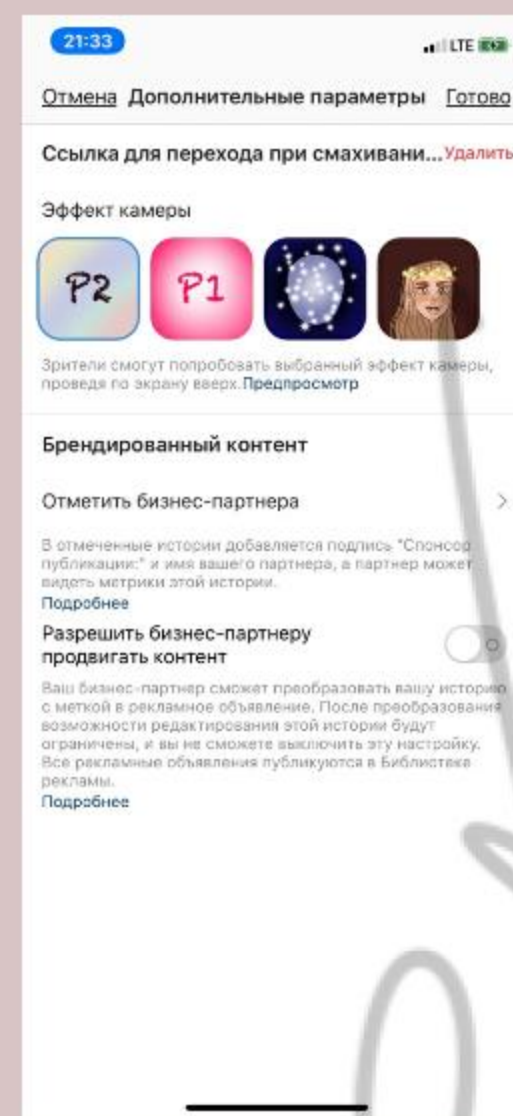 21:33 LTE
Отмена Дополнительные параметры Готово
Ссылка для перехода при смахивани... Удалить
Эффект камеры
P2 P1
Зрители смогут попробовать выбранный эффект камеры,
проведя по экрану вверх. Предпросмотр
Брендированный контент
Отметить бизнес-партнера
В отмеченные истории добавляется подпись "Спонсор
публикации:" и имя вашего партнера, а партнер может
видеть метрики этой истории.
Подробнее
Разрешить бизнес-партнеру
продвигать контент
Ваш бизнес-партнер сможет преобразовать вашу историю
с меткой в рекламное объявление. После преобразования
возможности редактирования этой истории будут
ограничены, и вы не сможете выключить эту настройку.
Все рекламные объявления публикуются в Библиотеке
рекламы.
Подробнее